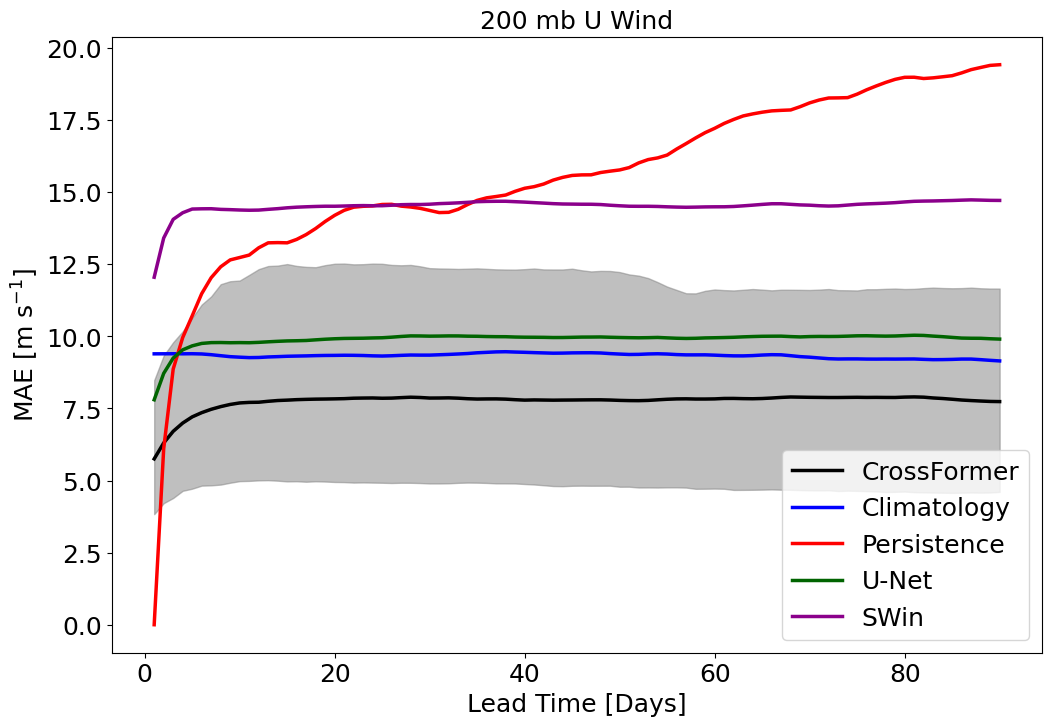 200 mb U Wind
20.0
17.5
15.0
12.5
10.0
7.5
5.0
2.5
0.0
MAE [m s⁻¹]
0 20 40 60 80
Lead Time [Days]
CrossFormer
Climatology
Persistence
U-Net
SWin